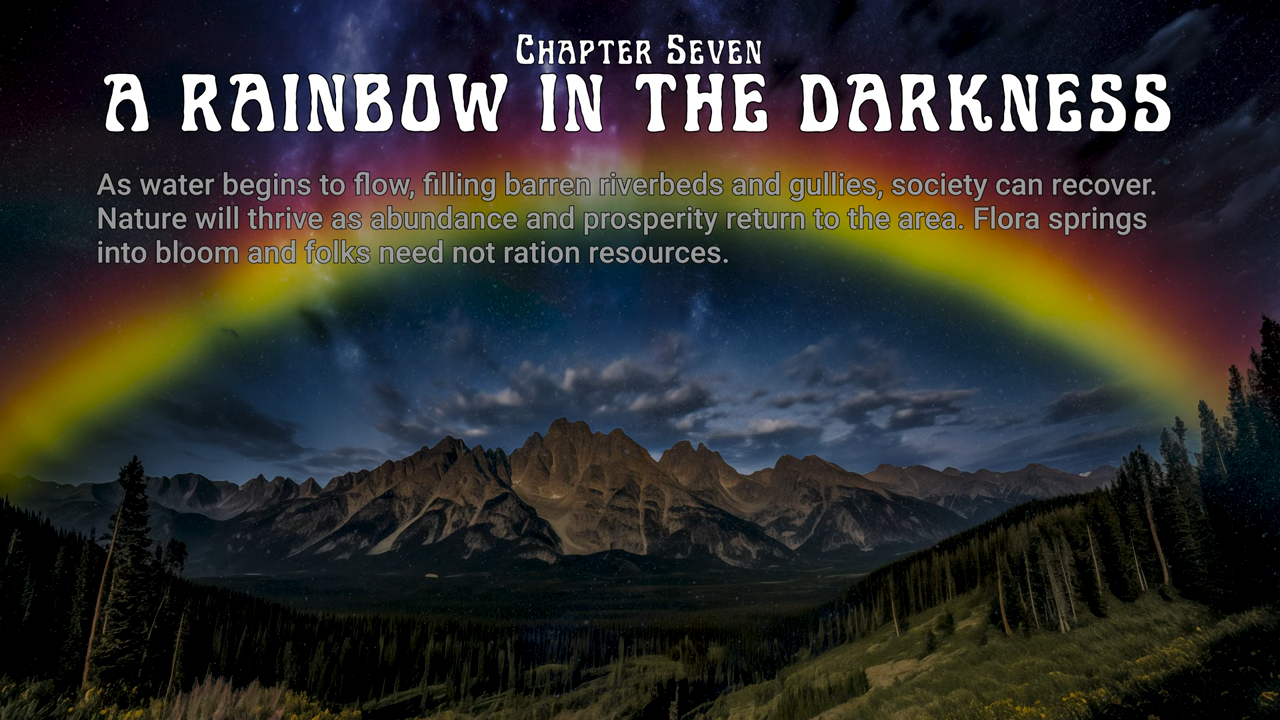 Chapter Seven
A RAINBOW IN THE DARKNESS
As water begins to flow, filling barren riverbeds and gullies, society can recover.
Nature will thrive as abundance and prosperity return to the area. Flora springs
into bloom and folks need not ration resources.